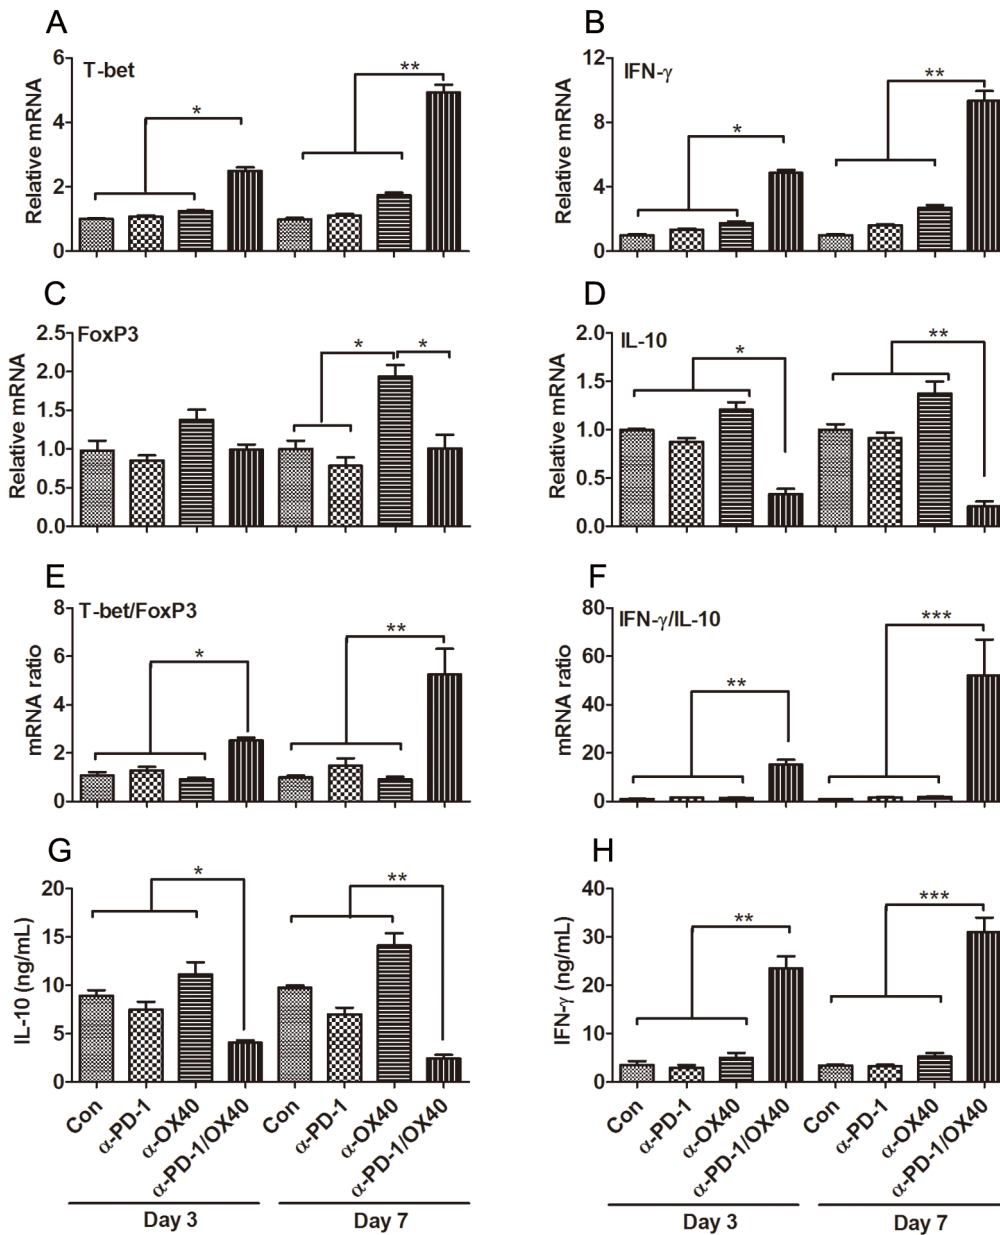 A
T-bet
Relative mRNA
6
4
2
0
*
**
B
IFN-γ
Relative mRNA
12
8
4
0
*
**
C
FoxP3
Relative mRNA
2.5
2.0
1.5
1.0
0.5
0.0
*
*
D
IL-10
Relative mRNA
2.0
1.5
1.0
0.5
0.0
*
**
E
T-bet/FoxP3
mRNA ratio
8
6
4
2
0
*
**
F
IFN-γ/IL-10
mRNA ratio
80
60
40
20
0
**
***
G
IL-10 (ng/mL)
20
15
10
5
0
*
**
Con
α-PD-1
α-OX40
α-PD-1/OX40
Con
α-PD-1
α-OX40
α-PD-1/OX40
Day 3
Day 7
H
IFN-γ (ng/mL)
40
30
20
10
0
**
***
Con
α-PD-1
α-OX40
α-PD-1/OX40
Con
α-PD-1
α-OX40
α-PD-1/OX40
Day 3
Day 7